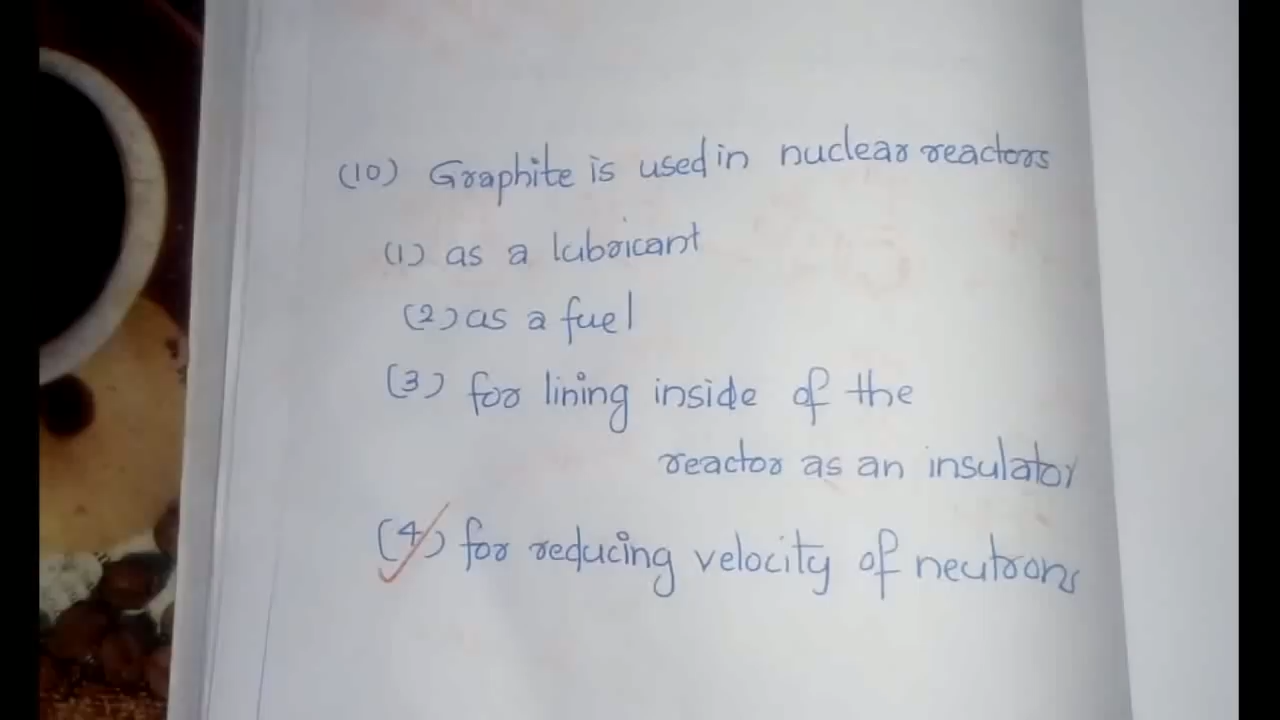 (10) Graphite is used in nuclear reactors
(1) as a lubricant
(2) as a fuel
(3) for lining inside of the
reactor as an insulator
(4) for reducing velocity of neutrons